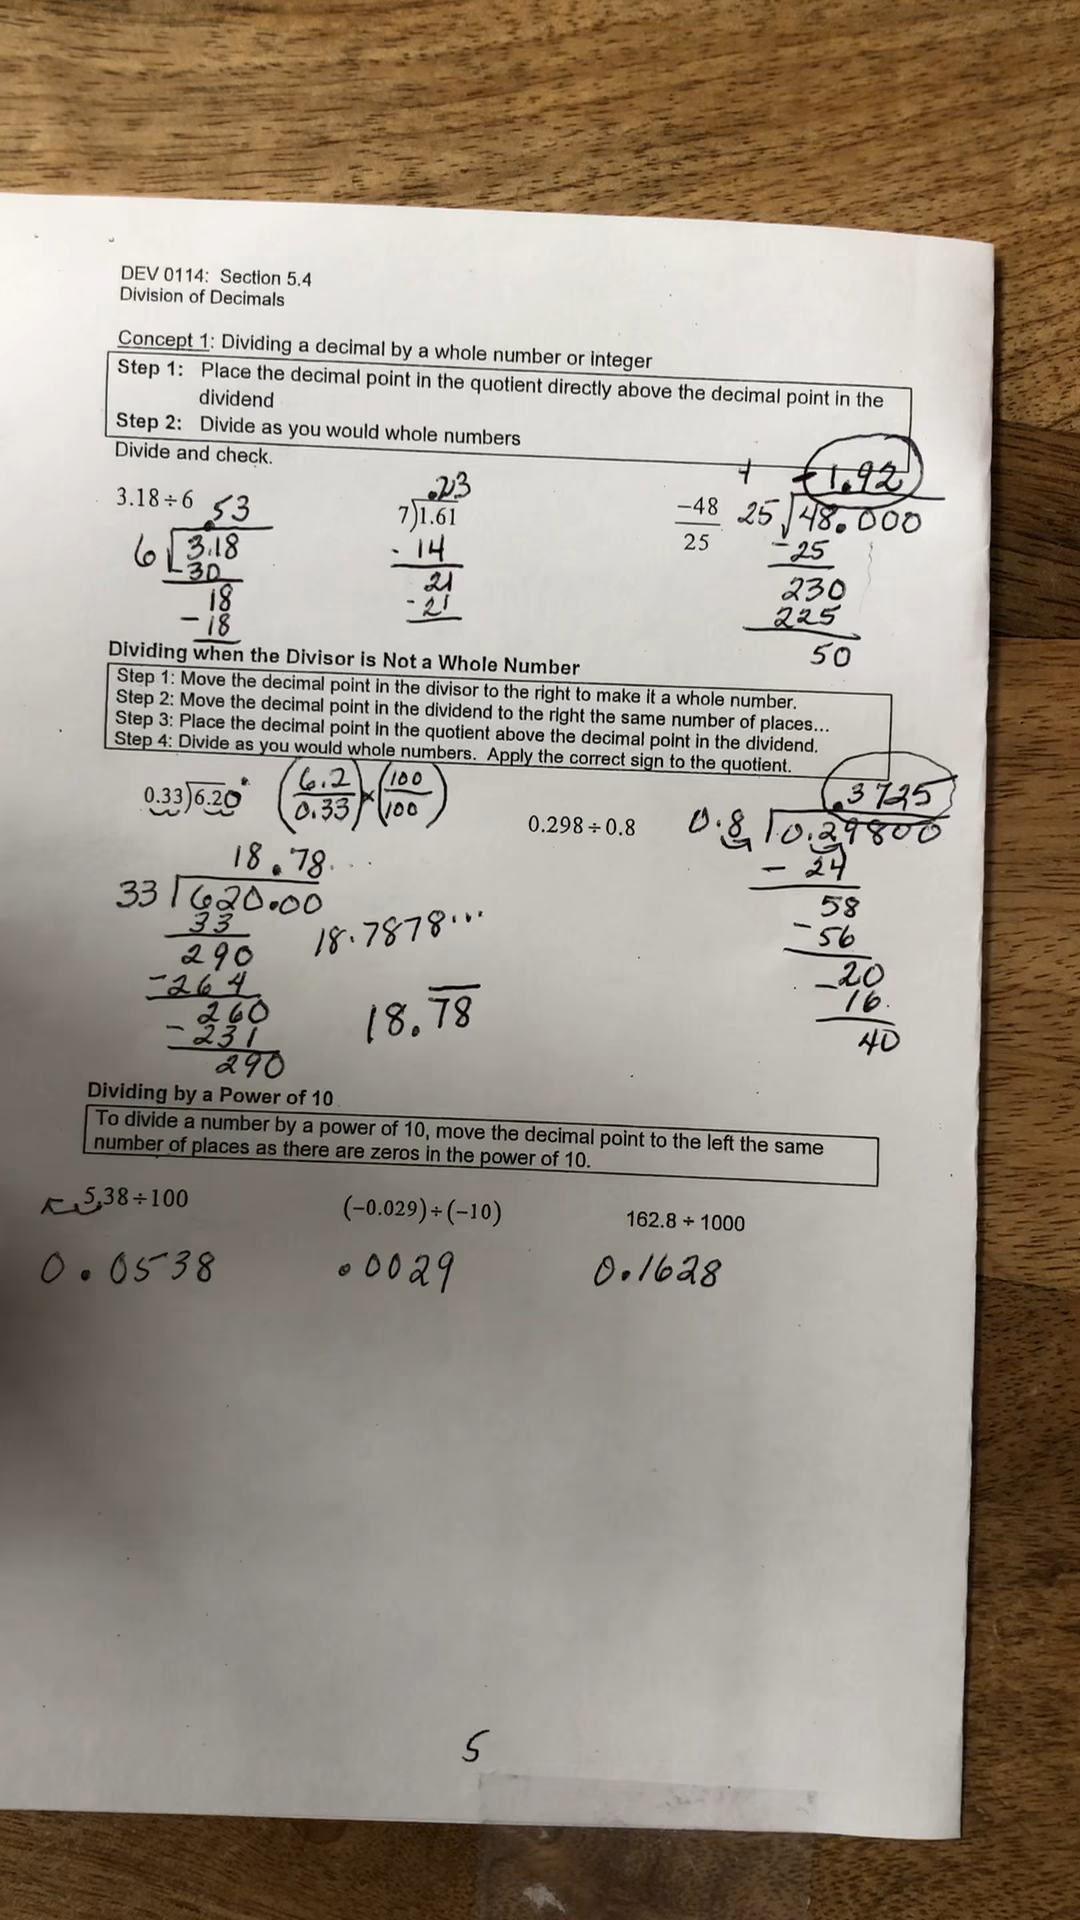 DEV 0114: Section 5.4
Division of Decimals
Concept 1: Dividing a decimal by a whole number or integer
Step 1: Place the decimal point in the quotient directly above the decimal point in the
dividend
Step 2: Divide as you would whole numbers
Divide and check.
3.18÷6
.53
6 3.18
-30
18
-18
.23
7)1.61
- 14
21
- 21
-48
25
-1.92
25 48.000
-25
230
225
50
Dividing when the Divisor is Not a Whole Number
Step 1: Move the decimal point in the divisor to the right to make it a whole number.
Step 2: Move the decimal point in the dividend to the right the same number of places...
Step 3: Place the decimal point in the quotient above the decimal point in the dividend.
Step 4: Divide as you would whole numbers. Apply the correct sign to the quotient.
0.33)6.20
(6.2/0.33)×(100/100)
18.78...
33 620.00
33
290
-264
260
-231
290
18.7878...
18.78
0.298÷0.8
.3725
0.8 0.29800
- 24
58
-56
20
-16
40
Dividing by a Power of 10
To divide a number by a power of 10, move the decimal point to the left the same
number of places as there are zeros in the power of 10.
5.38÷100
(-0.029)÷(-10)
162.8 ÷ 1000
0.0538
.0029
0.1628
5